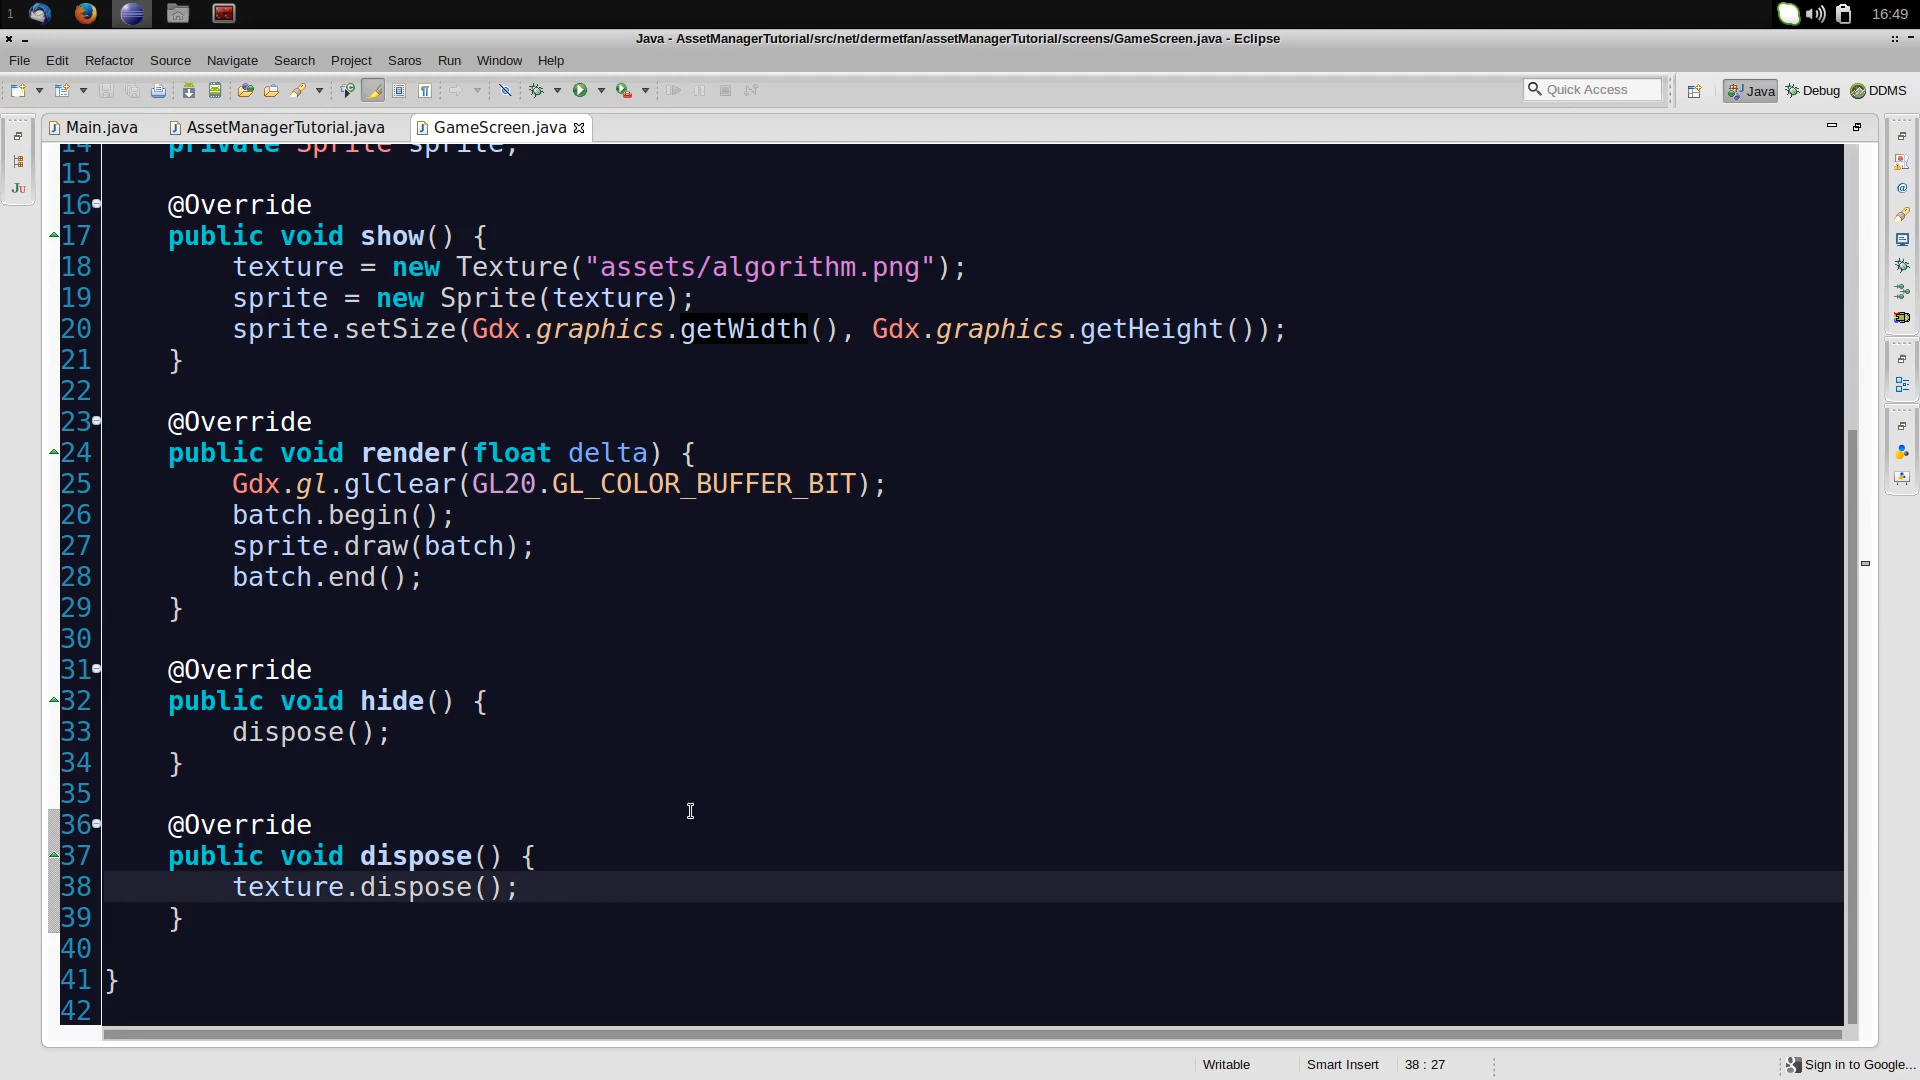 1
16:49
Java - AssetManagerTutorial/src/net/dermetfan/assetManagerTutorial/screens/GameScreen.java - Eclipse
File Edit Refactor Source Navigate Search Project Saros Run Window Help
Quick Access
Java Debug DDMS
Main.java AssetManagerTutorial.java GameScreen.java
14 private Sprite sprite;
15
16 @Override
17 public void show() {
18 texture = new Texture("assets/algorithm.png");
19 sprite = new Sprite(texture);
20 sprite.setSize(Gdx.graphics.getWidth(), Gdx.graphics.getHeight());
21 }
22
23 @Override
24 public void render(float delta) {
25 Gdx.gl.glClear(GL20.GL_COLOR_BUFFER_BIT);
26 batch.begin();
27 sprite.draw(batch);
28 batch.end();
29 }
30
31 @Override
32 public void hide() {
33 dispose();
34 }
35
36 @Override
37 public void dispose() {
38 texture.dispose();
39 }
40
41 }
42
Writable Smart Insert 38 : 27 Sign in to Google...